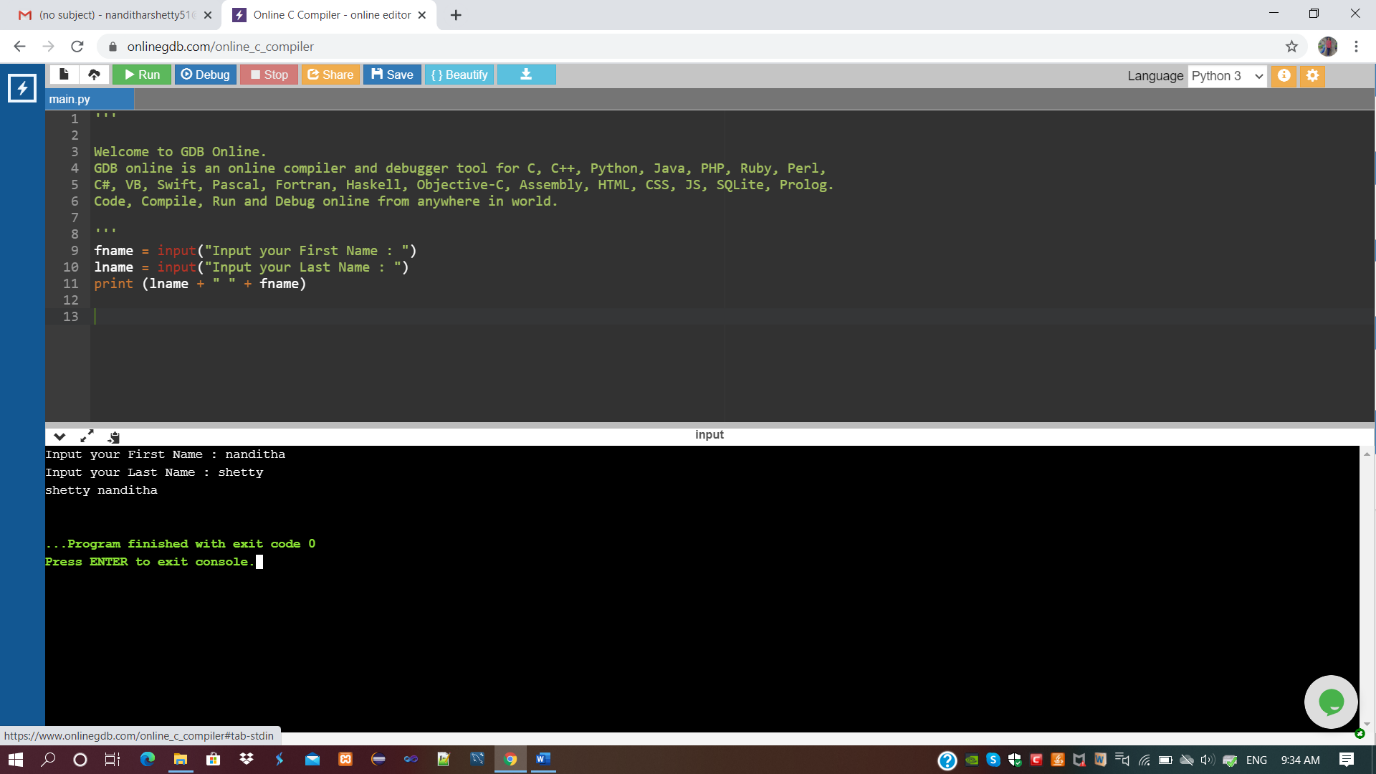 (no subject) - nanditharshetty516
Online C Compiler - online editor
onlinegdb.com/online_c_compiler
Run Debug Stop Share Save { } Beautify
Language Python 3
main.py
1 '''
2
3 Welcome to GDB Online.
4 GDB online is an online compiler and debugger tool for C, C++, Python, Java, PHP, Ruby, Perl,
5 C#, VB, Swift, Pascal, Fortran, Haskell, Objective-C, Assembly, HTML, CSS, JS, SQLite, Prolog.
6 Code, Compile, Run and Debug online from anywhere in world.
7
8 '''
9 fname = input("Input your First Name : ")
10 lname = input("Input your Last Name : ")
11 print (lname + " " + fname)
12
13
input
Input your First Name : nanditha
Input your Last Name : shetty
shetty nanditha
...Program finished with exit code 0
Press ENTER to exit console.
https://www.onlinegdb.com/online_c_compiler#tab-stdin
ENG 9:34 AM